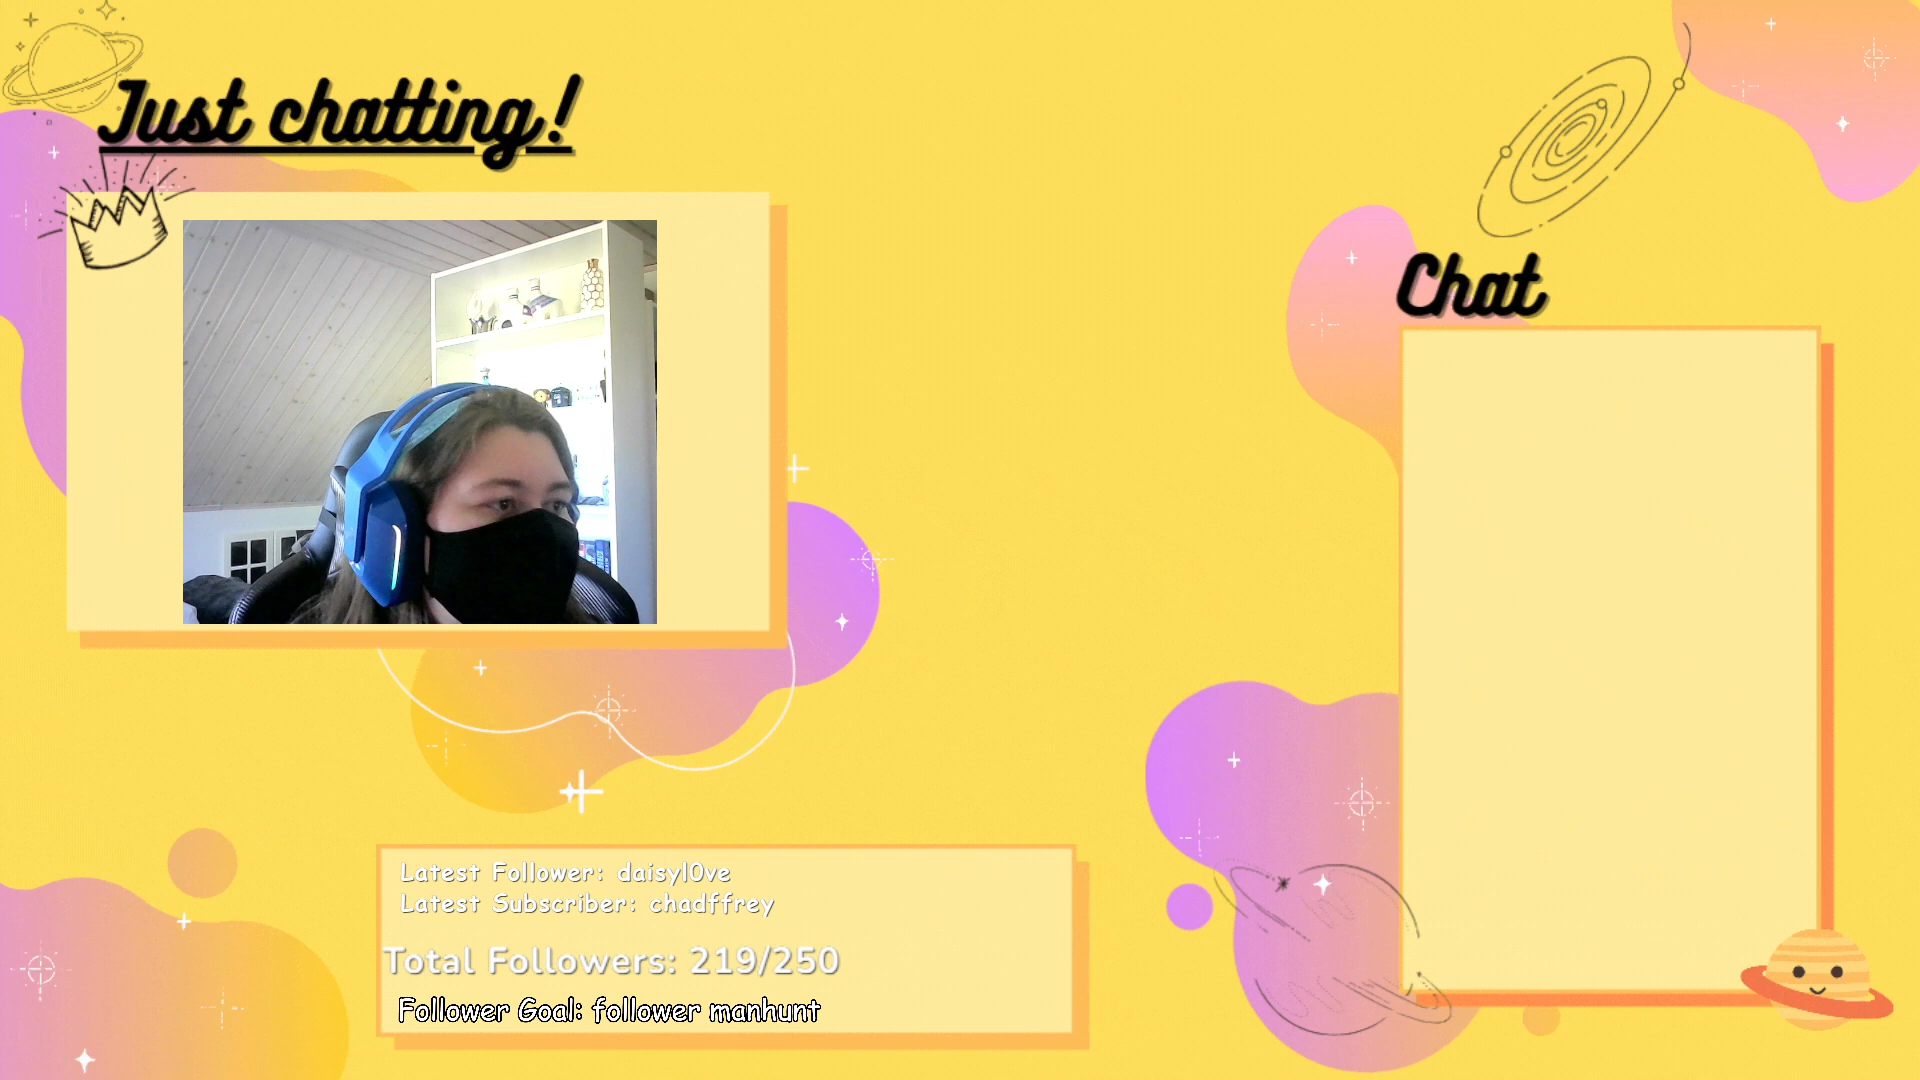 Just chatting!
Chat
Latest Follower: daisyl0ve
Latest Subscriber: chadffrey
Total Followers: 219/250
Follower Goal: follower manhunt